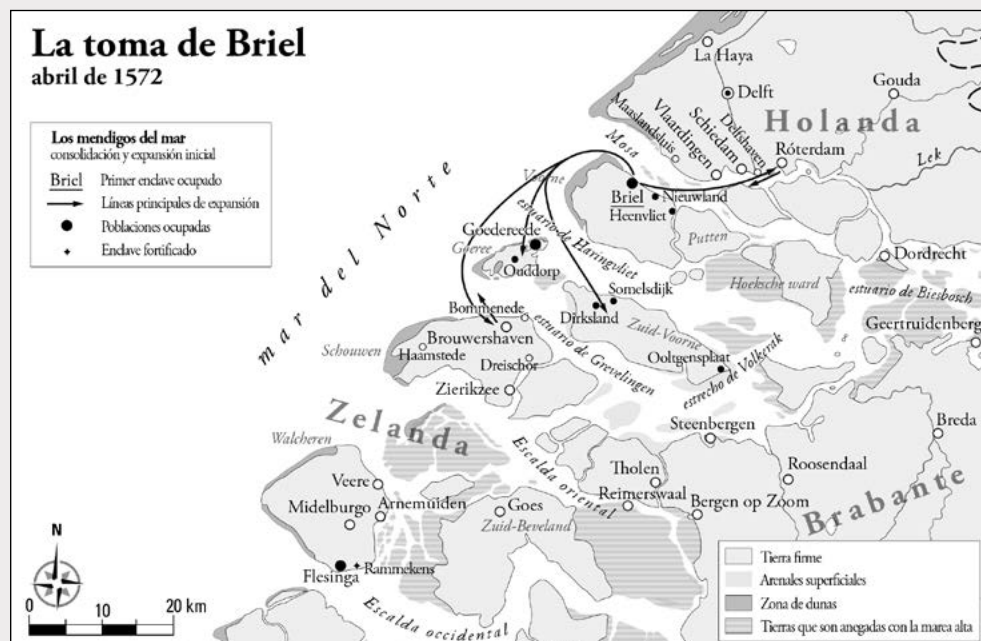 La toma de Briel
abril de 1572
Los mendigos del mar
consolidación y expansión inicial
Briel Primer enclave ocupado
Líneas principales de expansión
Poblaciones ocupadas
Enclave fortificado
La Haya
Delft
Gouda
Holanda
Maaslandsluis
Vlaardingen
Schiedam
Delfshaven
Róterdam
Lek
Mosa
Voorne
Briel
Nieuwland
Heenvliet
Putten
mar del Norte
estuario de Haringvliet
Goedereede
Goeree
Ouddorp
Hoeksche ward
Dordrecht
estuario de Biesbosch
Geertruidenberg
Somelsdijk
Dirksland
Zuid-Voorne
Ooltgensplaat
estrecho de Volkerak
Bommenede
Brouwershaven
estuario de Grevelingen
Schouwen
Haamstede
Dreischor
Zierikzee
Zelanda
Steenbergen
Breda
Walcheren
Escalda oriental
Tholen
Roosendaal
Veere
Reimerswaal
Bergen op Zoom
Brabante
Midelburgo
Arnemuiden
Goes
Zuid-Beveland
Flesinga
Rammekens
Escalda occidental
N
0 10 20 km
Tierra firme
Arenales superficiales
Zona de dunas
Tierras que son anegadas con la marea alta